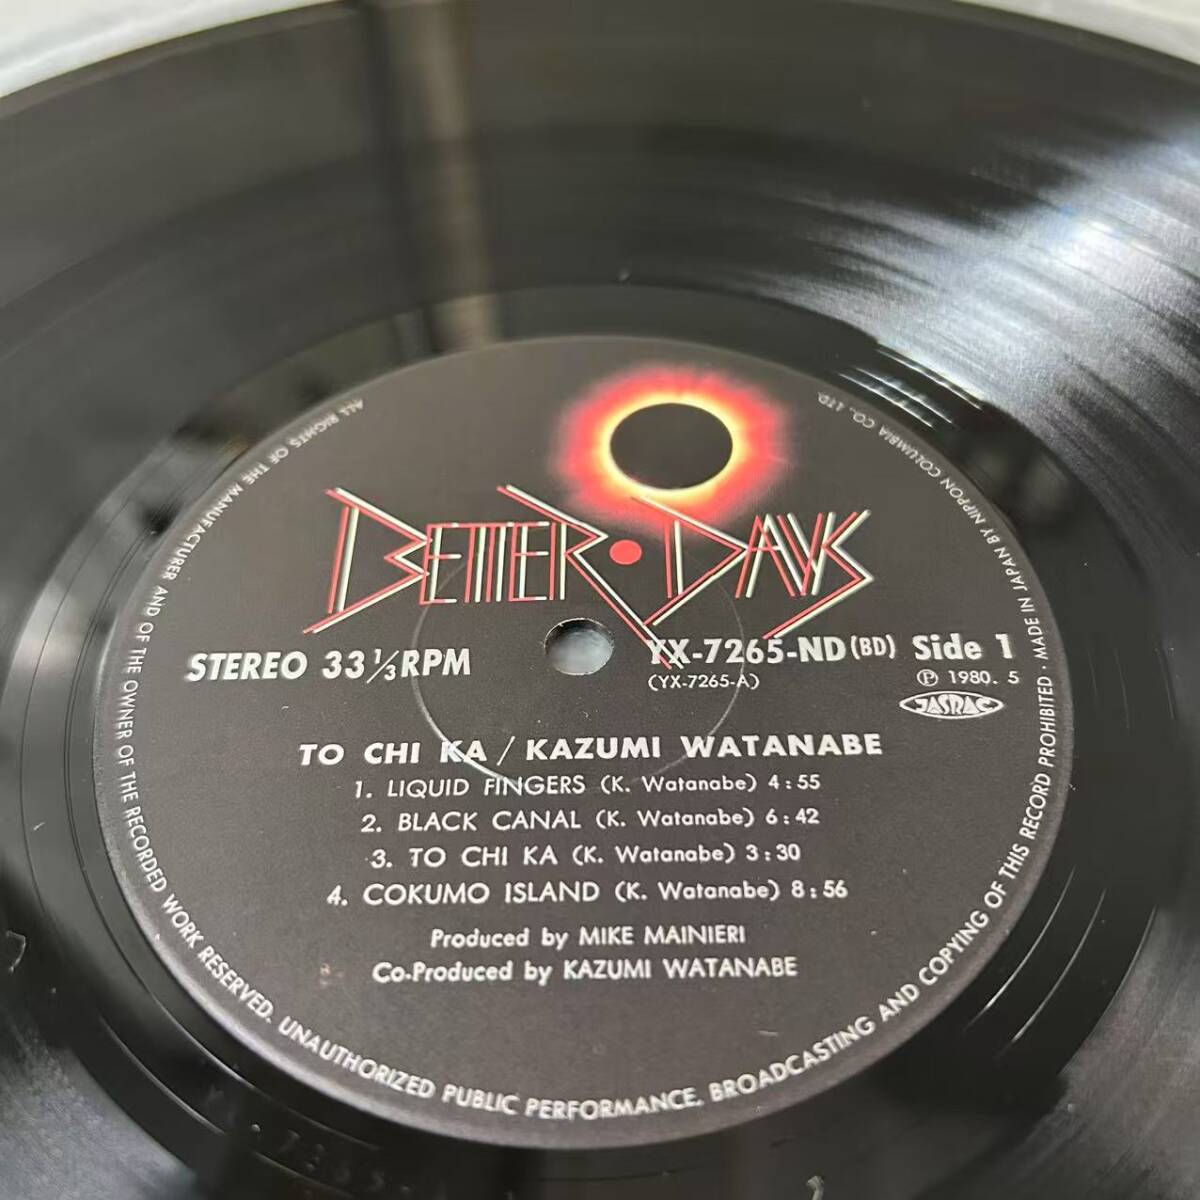 BETTER DAYS
STEREO 33 1/3 RPM
YX-7265-ND (BD) Side 1
(YX-7265-A)
Ⓟ 1980. 5
JASRAC
TO CHI KA / KAZUMI WATANABE
1. LIQUID FINGERS (K. Watanabe) 4:55
2. BLACK CANAL (K. Watanabe) 6:42
3. TO CHI KA (K. Watanabe) 3:30
4. COKUMO ISLAND (K. Watanabe) 8:56
Produced by MIKE MAINIERI
Co-Produced by KAZUMI WATANABE
ALL RIGHTS OF THE MANUFACTURER AND OF THE OWNER OF THE RECORDED WORK RESERVED. UNAUTHORIZED PUBLIC PERFORMANCE. BROADCASTING AND COPYING OF THIS RECORD PROHIBITED · MADE IN JAPAN BY NIPPON COLUMBIA CO., LTD.